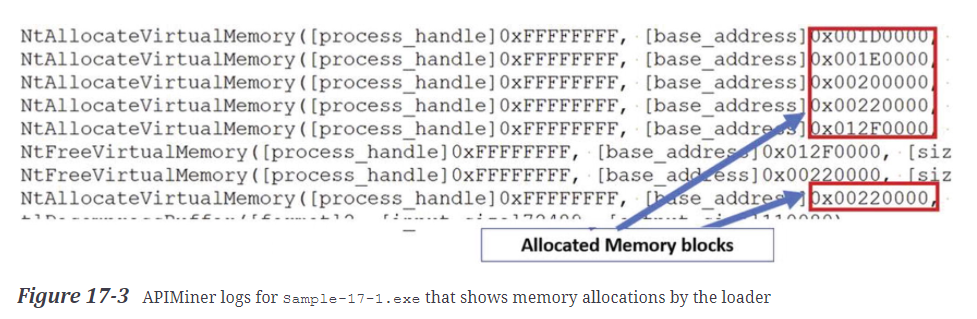 NtAllocateVirtualMemory([process_handle]0xFFFFFFFF, [base_address]0x001D0000,
NtAllocateVirtualMemory([process_handle]0xFFFFFFFF, [base_address]0x001E0000,
NtAllocateVirtualMemory([process_handle]0xFFFFFFFF, [base_address]0x00200000,
NtAllocateVirtualMemory([process_handle]0xFFFFFFFF, [base_address]0x00220000,
NtAllocateVirtualMemory([process_handle]0xFFFFFFFF, [base_address]0x012F0000,
NtFreeVirtualMemory([process_handle]0xFFFFFFFF, [base_address]0x012F0000, [siz
NtFreeVirtualMemory([process_handle]0xFFFFFFFF, [base_address]0x00220000, [siz
NtAllocateVirtualMemory([process_handle]0xFFFFFFFF, [base_address]0x00220000,
Allocated Memory blocks
Figure 17-3 APIMiner logs for Sample-17-1.exe that shows memory allocations by the loader